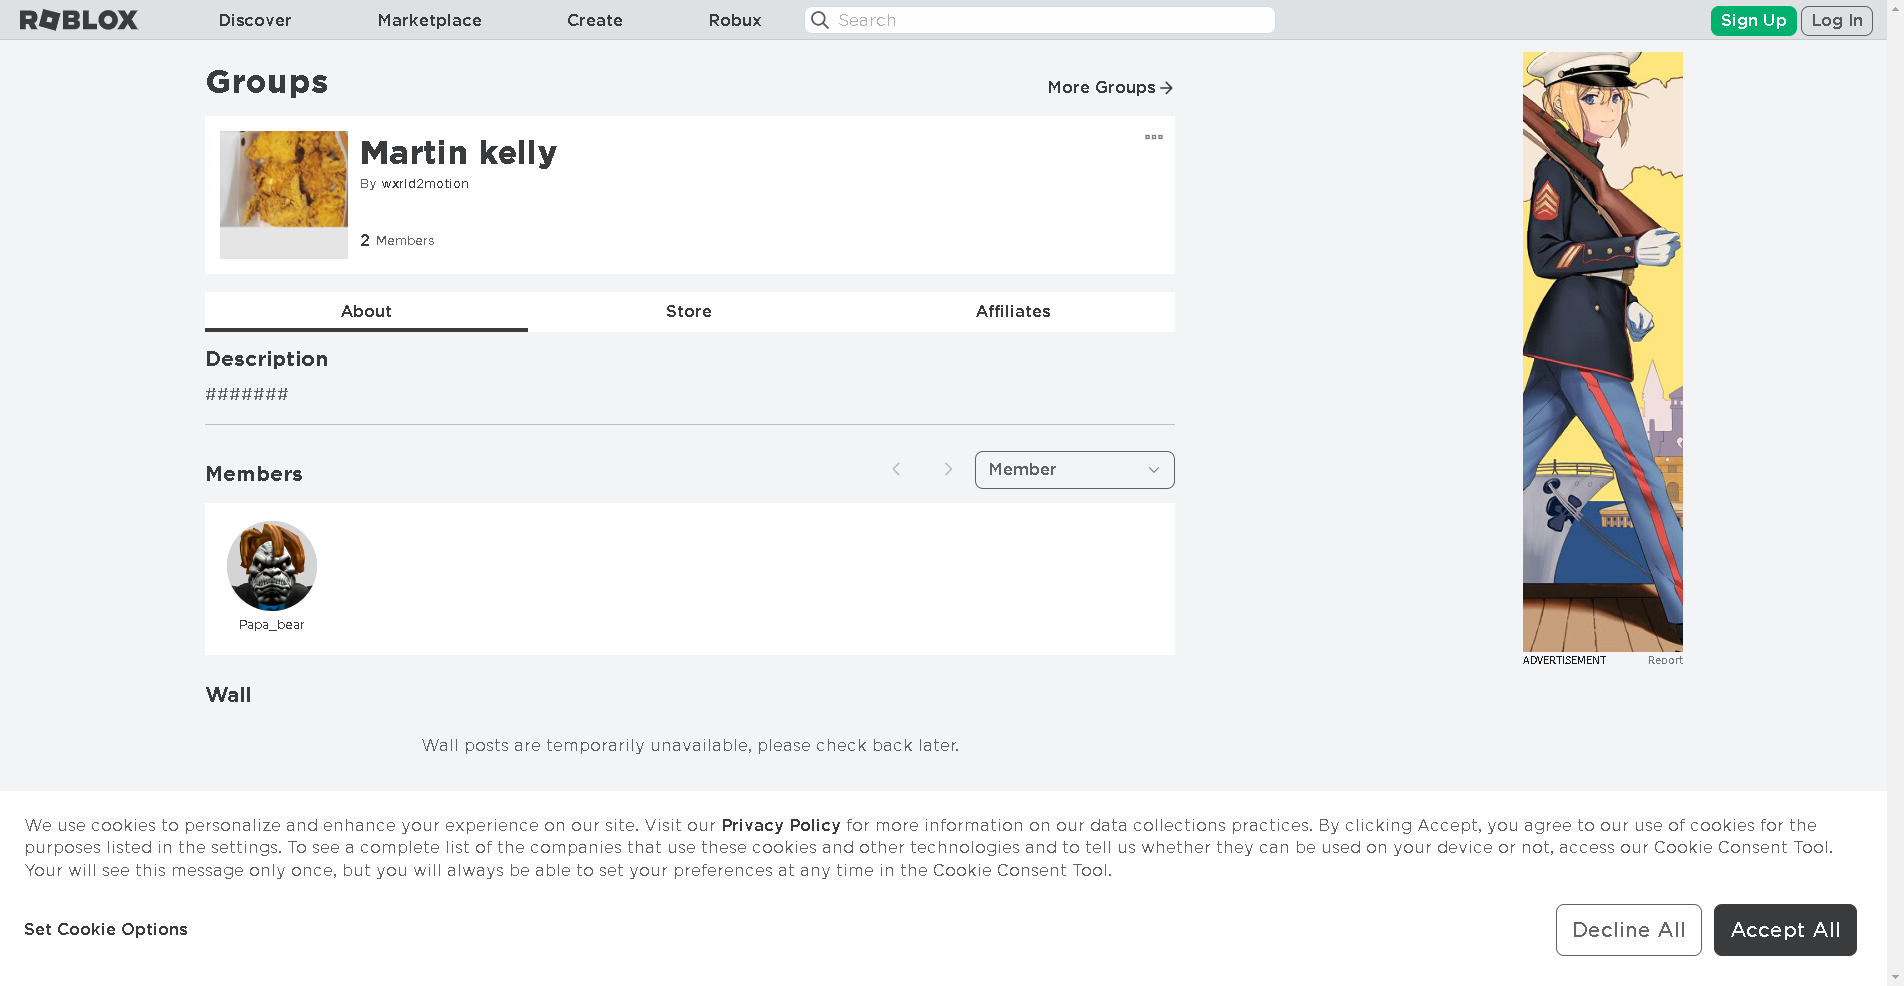 ROBLOX Discover Marketplace Create Robux Search Sign Up Log In
Groups
More Groups
Martin kelly
By wxrld2motion
2 Members
About Store Affiliates
Description
#######
Members
Member
Papa_bear
ADVERTISEMENT Report
Wall
Wall posts are temporarily unavailable, please check back later.
We use cookies to personalize and enhance your experience on our site. Visit our Privacy Policy for more information on our data collections practices. By clicking Accept, you agree to our use of cookies for the
purposes listed in the settings. To see a complete list of the companies that use these cookies and other technologies and to tell us whether they can be used on your device or not, access our Cookie Consent Tool.
Your will see this message only once, but you will always be able to set your preferences at any time in the Cookie Consent Tool.
Set Cookie Options
Decline All
Accept All